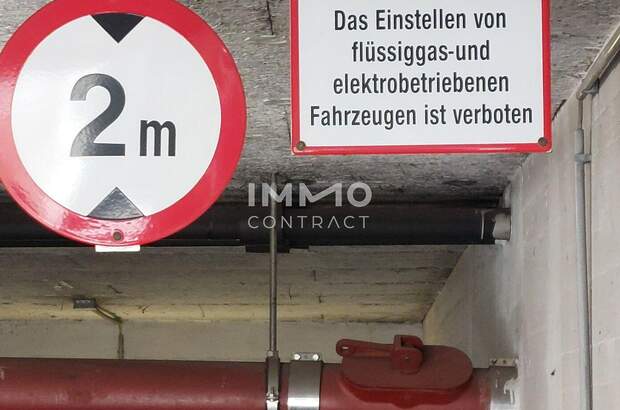 2 m
Das Einstellen von
flüssiggas-und
elektrobetriebenen
Fahrzeugen ist verboten
IMMO
CONTRACT